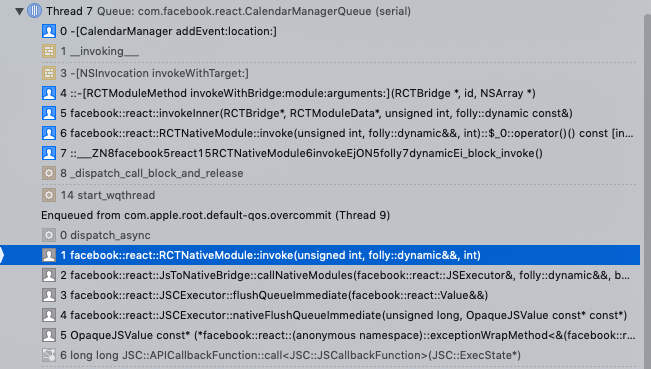 Thread 7 Queue: com.facebook.react.CalendarManagerQueue (serial)
0 -[CalendarManager addEvent:location:]
1 __invoking___
3 -[NSInvocation invokeWithTarget:]
4 ::-[RCTModuleMethod invokeWithBridge:module:arguments:](RCTBridge *, id, NSArray *)
5 facebook::react::invokeInner(RCTBridge*, RCTModuleData*, unsigned int, folly::dynamic const&)
6 facebook::react::RCTNativeModule::invoke(unsigned int, folly::dynamic&&, int)::$_0::operator()() const [in...
7 ::___ZN8facebook5react15RCTNativeModule6invokeEjON5folly7dynamicEi_block_invoke()
8 _dispatch_call_block_and_release
14 start_wqthread
Enqueued from com.apple.root.default-qos.overcommit (Thread 9)
0 dispatch_async
1 facebook::react::RCTNativeModule::invoke(unsigned int, folly::dynamic&&, int)
2 facebook::react::JsToNativeBridge::callNativeModules(facebook::react::JSExecutor&, folly::dynamic&&, b...
3 facebook::react::JSCExecutor::flushQueueImmediate(facebook::react::Value&&)
4 facebook::react::JSCExecutor::nativeFlushQueueImmediate(unsigned long, OpaqueJSValue const* const*)
5 OpaqueJSValue const* (*facebook::react::(anonymous namespace)::exceptionWrapMethod<&(facebook::r...
6 long long JSC::APICallbackFunction::call<JSC::JSCallbackFunction>(JSC::ExecState*)